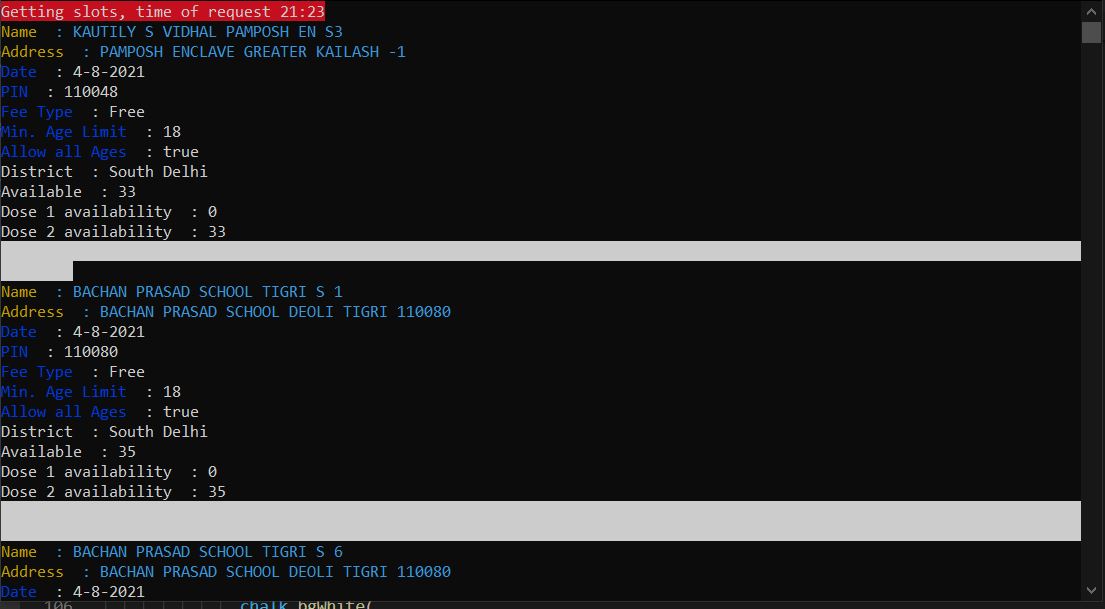 Getting slots, time of request 21:23
Name  : KAUTILY S VIDHAL PAMPOSH EN S3
Address  : PAMPOSH ENCLAVE GREATER KAILASH -1
Date  : 4-8-2021
PIN  : 110048
Fee Type  : Free
Min. Age Limit  : 18
Allow all Ages  : true
District  : South Delhi
Available  : 33
Dose 1 availability  : 0
Dose 2 availability  : 33
Name  : BACHAN PRASAD SCHOOL TIGRI S 1
Address  : BACHAN PRASAD SCHOOL DEOLI TIGRI 110080
Date  : 4-8-2021
PIN  : 110080
Fee Type  : Free
Min. Age Limit  : 18
Allow all Ages  : true
District  : South Delhi
Available  : 35
Dose 1 availability  : 0
Dose 2 availability  : 35
Name  : BACHAN PRASAD SCHOOL TIGRI S 6
Address  : BACHAN PRASAD SCHOOL DEOLI TIGRI 110080
Date  : 4-8-2021
106 chalk.bgWhite(